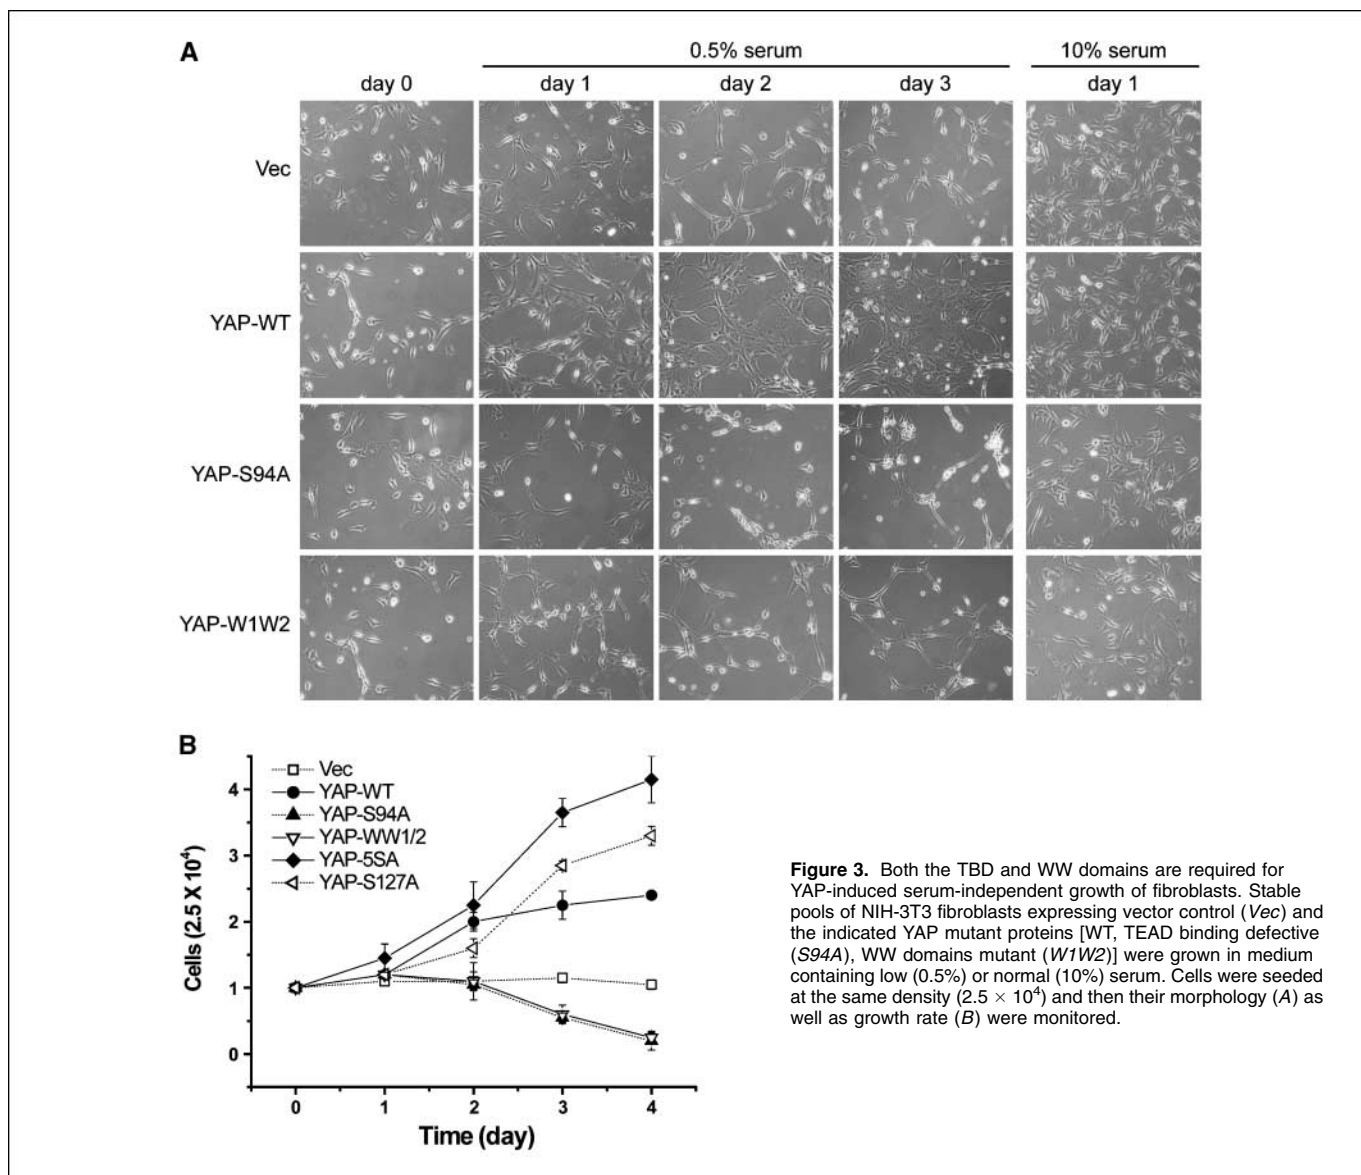 A
0.5% serum
10% serum
day 0
day 1
day 2
day 3
day 1
Vec
YAP-WT
YAP-S94A
YAP-W1W2
B
Vec
YAP-WT
YAP-S94A
YAP-WW1/2
YAP-5SA
YAP-S127A
Cells (2.5 X 10⁴)
4
3
2
1
0
0
1
2
3
4
Time (day)
Figure 3. Both the TBD and WW domains are required for
YAP-induced serum-independent growth of fibroblasts. Stable
pools of NIH-3T3 fibroblasts expressing vector control (Vec) and
the indicated YAP mutant proteins [WT, TEAD binding defective
(S94A), WW domains mutant (W1W2)] were grown in medium
containing low (0.5%) or normal (10%) serum. Cells were seeded
at the same density (2.5 × 10⁴) and then their morphology (A) as
well as growth rate (B) were monitored.